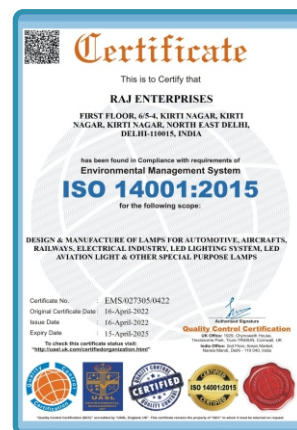 Certificate
This is to Certify that
RAJ ENTERPRISES
FIRST FLOOR, 6/5-4, KIRTI NAGAR, KIRTI
NAGAR, KIRTI NAGAR, NORTH EAST DELHI,
DELHI-110015, INDIA
has been found in Compliance with requirements of
Environmental Management System
ISO 14001:2015
for the following scope:
DESIGN & MANUFACTURE OF LAMPS FOR AUTOMOTIVE, AIRCRAFTS,
RAILWAYS, ELECTRICAL INDUSTRY, LED LIGHTING SYSTEM, LED
AVIATION LIGHT & OTHER SPECIAL PURPOSE LAMPS
Certificate No. : EMS/027305/0422
Original Certificate Date : 16-April-2022
Issue Date : 16-April-2022
Expiry Date : 15-April-2025
To check this certificate status visit:
"http://uasl.uk.com/certifiedorganization.html"
Authorised Signature
Quality Control Certification
UASL
CERTIFIED
ISO 14001:2015